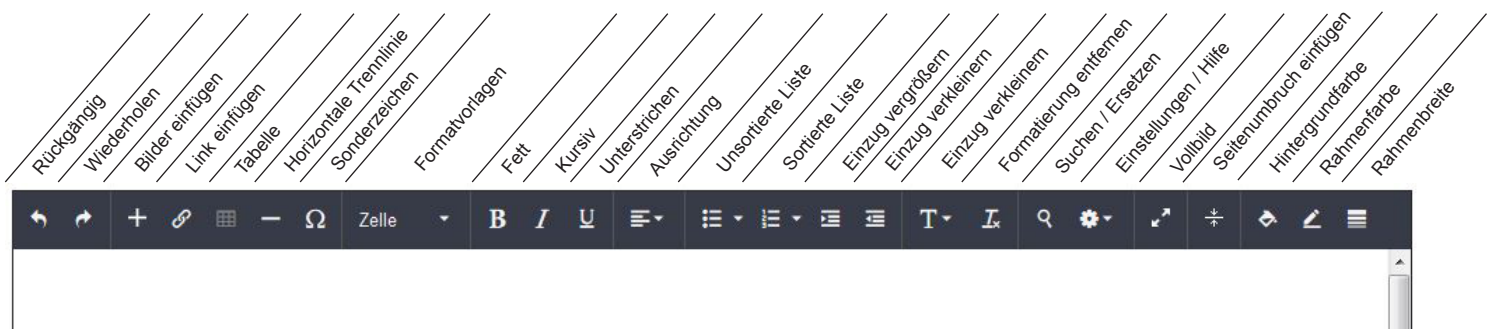 Rückgängig
Wiederholen
Bilder einfügen
Link einfügen
Tabelle
Horizontale Trennlinie
Sonderzeichen
Formatvorlagen
Fett
Kursiv
Unterstrichen
Ausrichtung
Unsortierte Liste
Sortierte Liste
Einzug vergrößern
Einzug verkleinern
Einzug verkleinern
Formatierung entfernen
Suchen / Ersetzen
Einstellungen / Hilfe
Vollbild
Seitenumbruch einfügen
Hintergrundfarbe
Rahmenfarbe
Rahmenbreite
Ω Zelle B I U T T